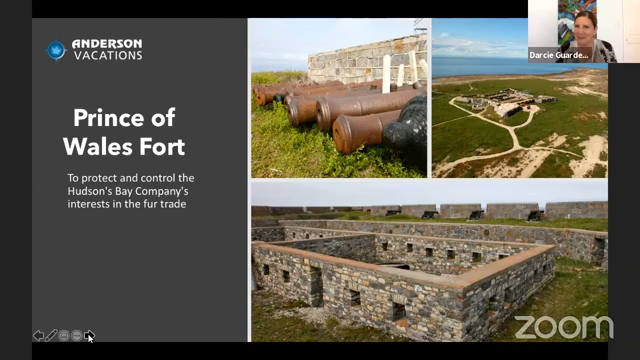 ANDERSON
VACATIONS
Prince of
Wales Fort
To protect and control the
Hudson's Bay Company's
interests in the fur trade
Darcie Guarde...
zoom